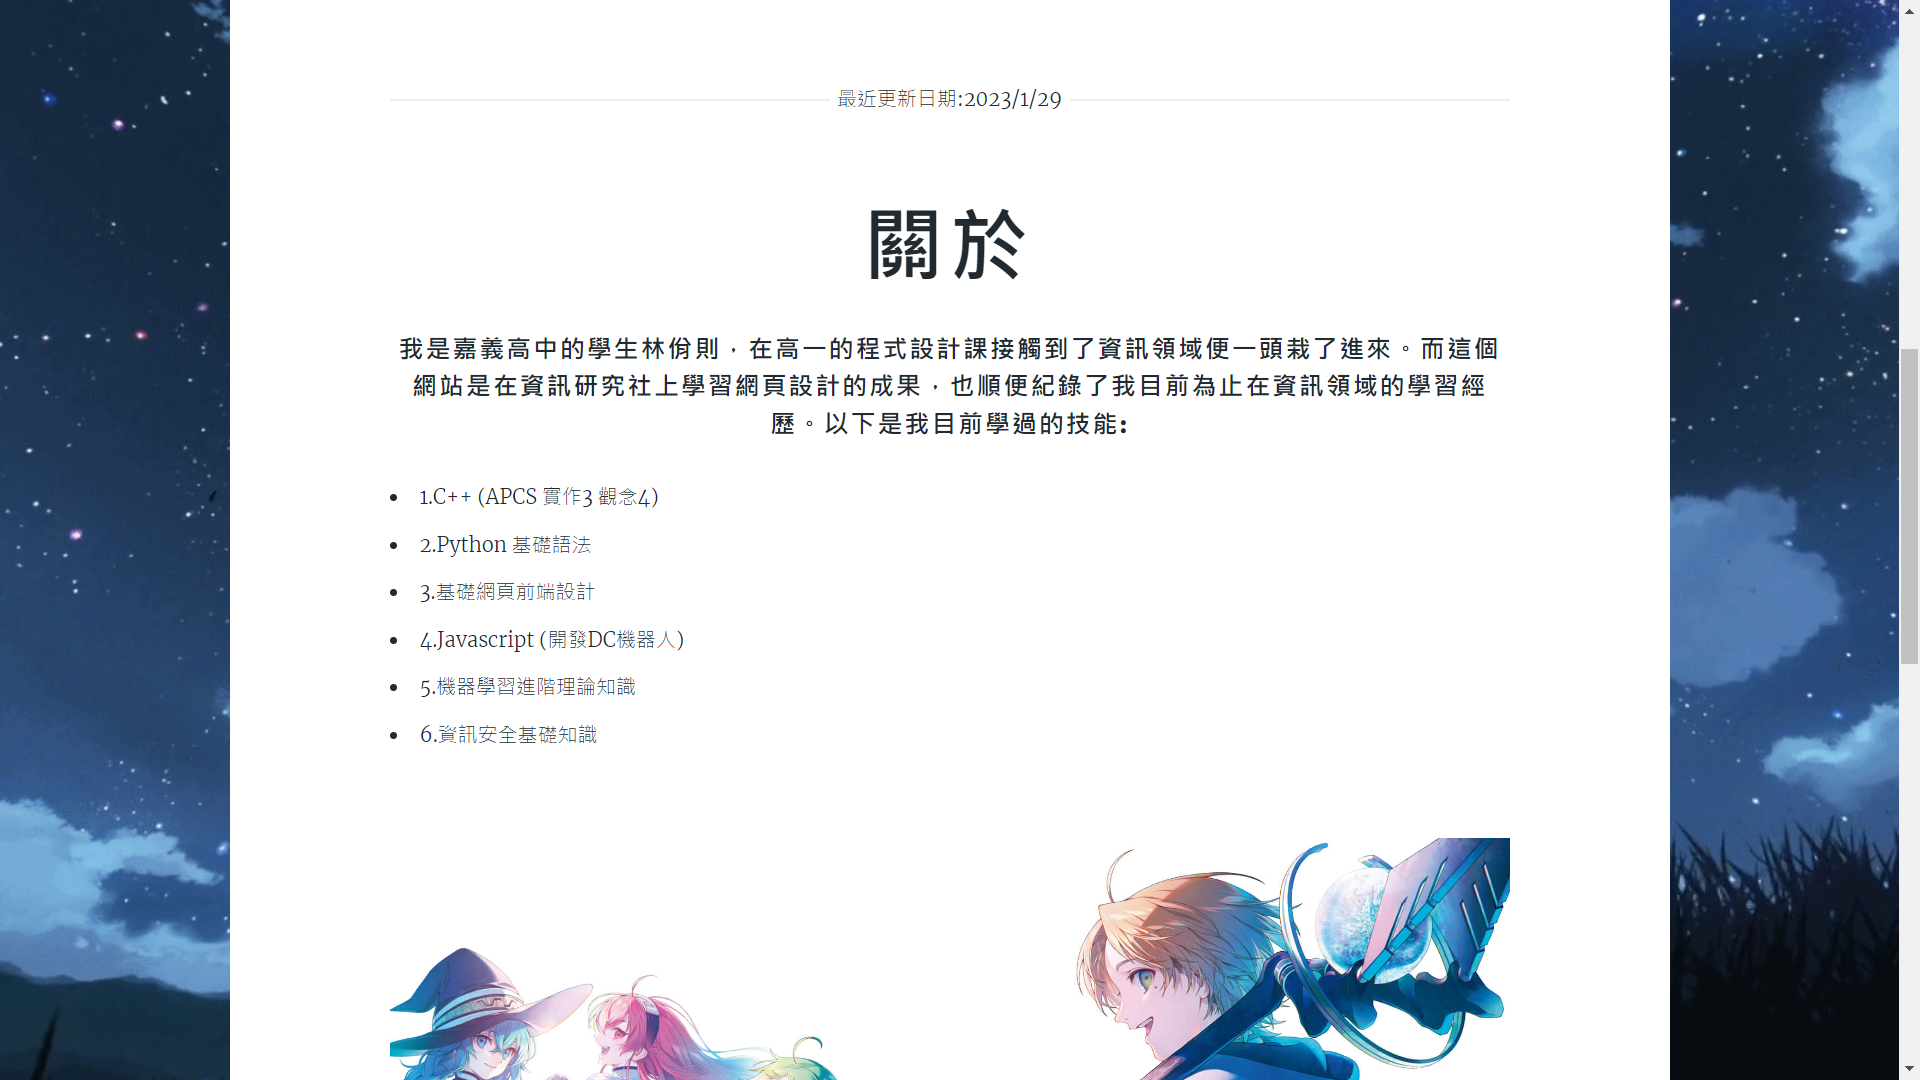 最近更新日期:2023/1/29
關於
我是嘉義高中的學生林佾則，在高一的程式設計課接觸到了資訊領域便一頭栽了進來。而這個
網站是在資訊研究社上學習網頁設計的成果，也順便紀錄了我目前為止在資訊領域的學習經
歷。以下是我目前學過的技能:
• 1.C++ (APCS 實作3 觀念4)
• 2.Python 基礎語法
• 3.基礎網頁前端設計
• 4.Javascript (開發DC機器人)
• 5.機器學習進階理論知識
• 6.資訊安全基礎知識